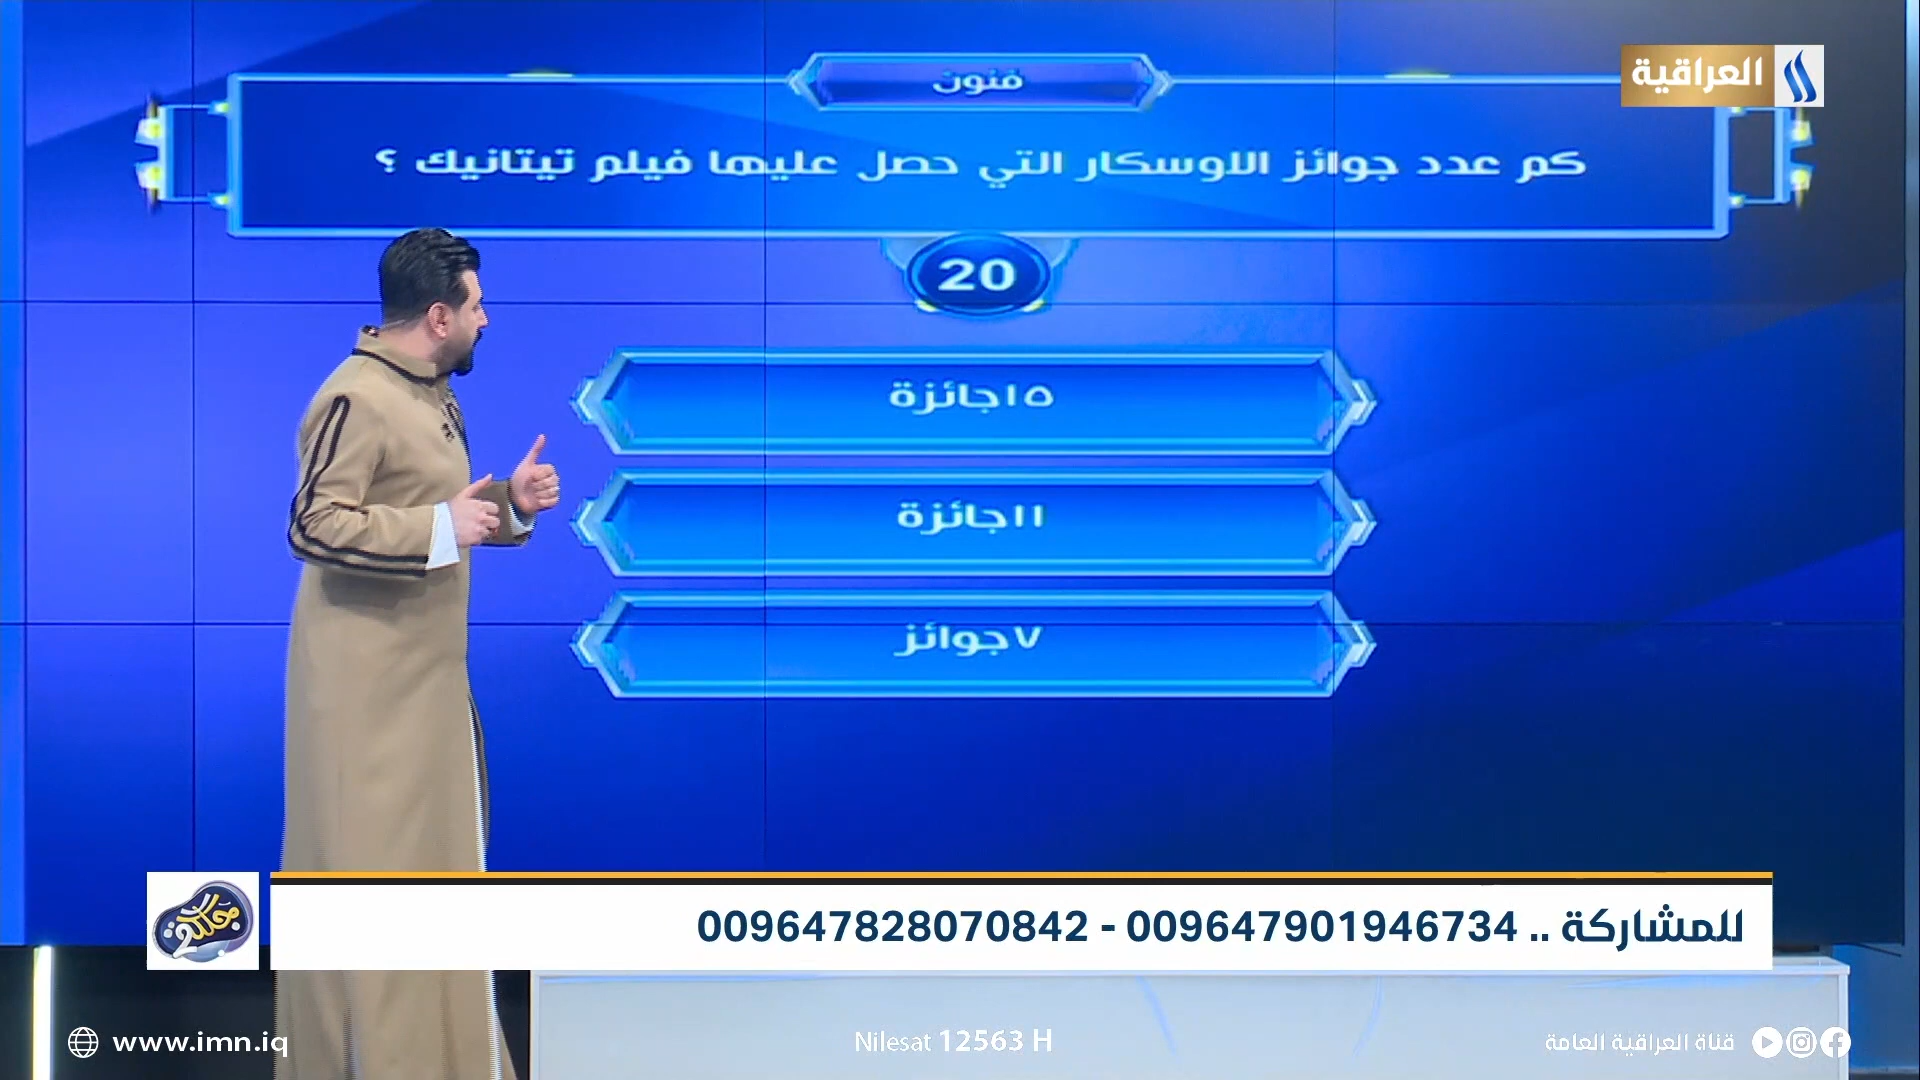 العراقية
فنون
كم عدد جوائز الاوسكار التي حصل عليها فيلم تيتانيك ؟
20
١٥جائزة
١١جائزة
٧جوائز
للمشاركة .. 009647901946734 - 009647828070842
www.imn.iq
Nilesat 12563 H
قناة العراقية العامة